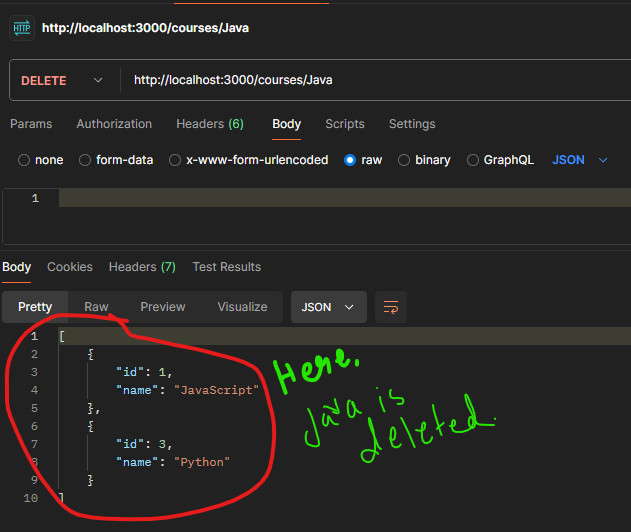 HTTP http://localhost:3000/courses/Java
DELETE http://localhost:3000/courses/Java
Params Authorization Headers (6) Body Scripts Settings
none form-data x-www-form-urlencoded raw binary GraphQL JSON
1
Body Cookies Headers (7) Test Results
Pretty Raw Preview Visualize JSON
1 [
2 {
3 "id": 1,
4 "name": "JavaScript"
5 },
6 {
7 "id": 3,
8 "name": "Python"
9 }
10 ]
Here.
Java is
deleted.